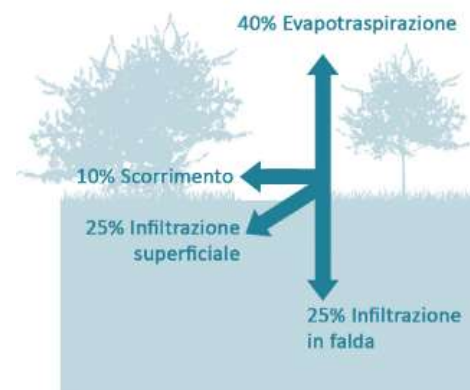 40% Evapotraspirazione
10% Scorrimento
25% Infiltrazione
superficiale
25% Infiltrazione
in falda